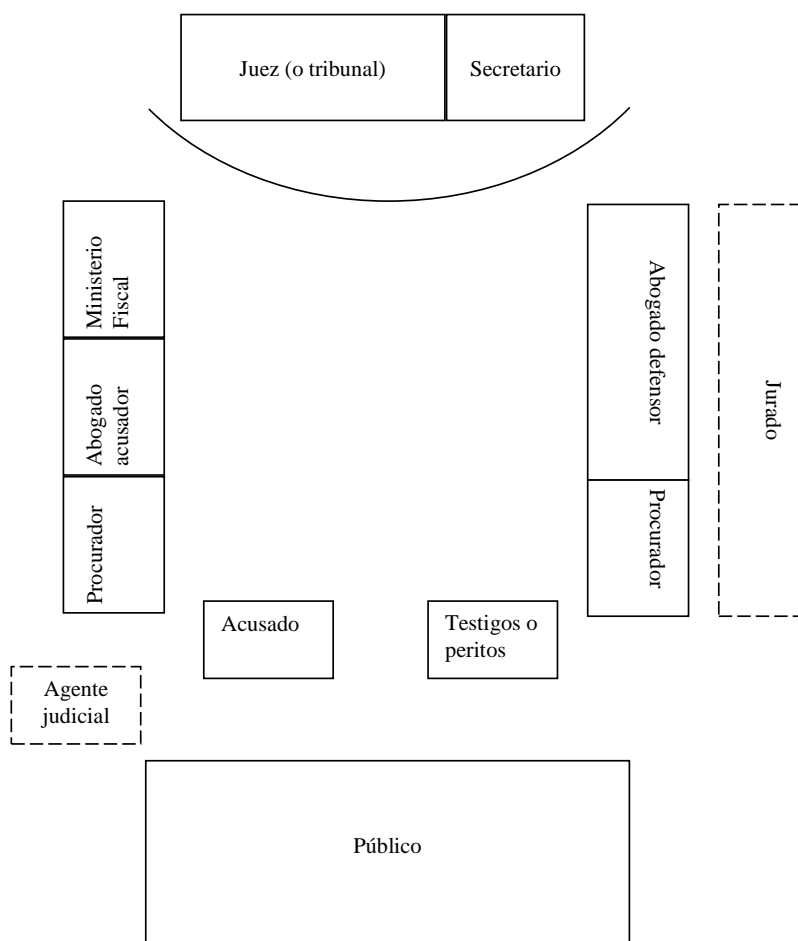 Juez (o tribunal)
Secretario
Ministerio
Fiscal
Abogado
acusador
Procurador
Abogado defensor
Procurador
Jurado
Acusado
Testigos o
peritos
Agente
judicial
Público